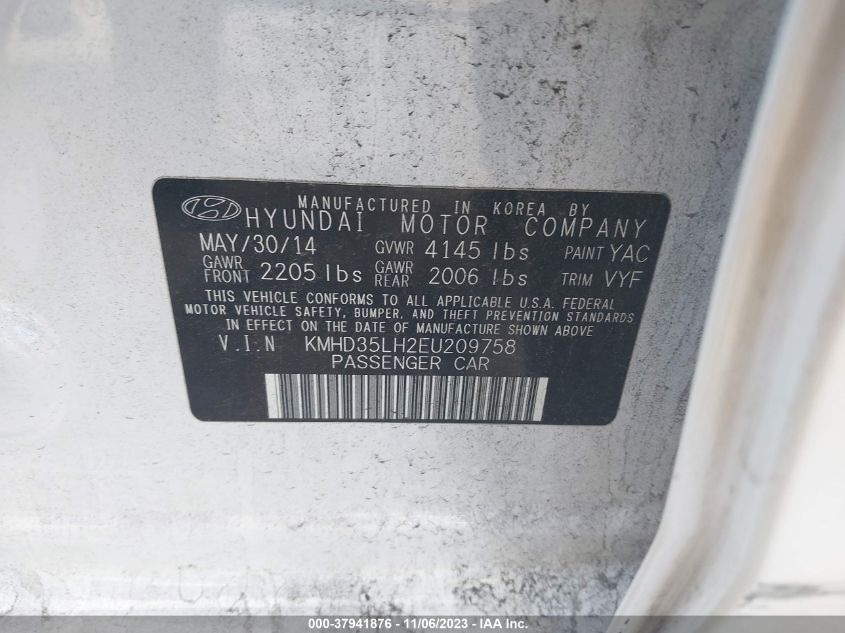 MANUFACTURED IN KOREA BY
HYUNDAI MOTOR COMPANY
MAY/30/14 GVWR 4145 lbs PAINT YAC
GAWR FRONT 2205 lbs GAWR REAR 2006 lbs TRIM VYF
THIS VEHICLE CONFORMS TO ALL APPLICABLE U.S.A. FEDERAL
MOTOR VEHICLE SAFETY, BUMPER, AND THEFT PREVENTION STANDARDS
IN EFFECT ON THE DATE OF MANUFACTURE SHOWN ABOVE
V.I.N KMHD35LH2EU209758
PASSENGER CAR
000-37941876 - 11/06/2023 - IAA Inc.